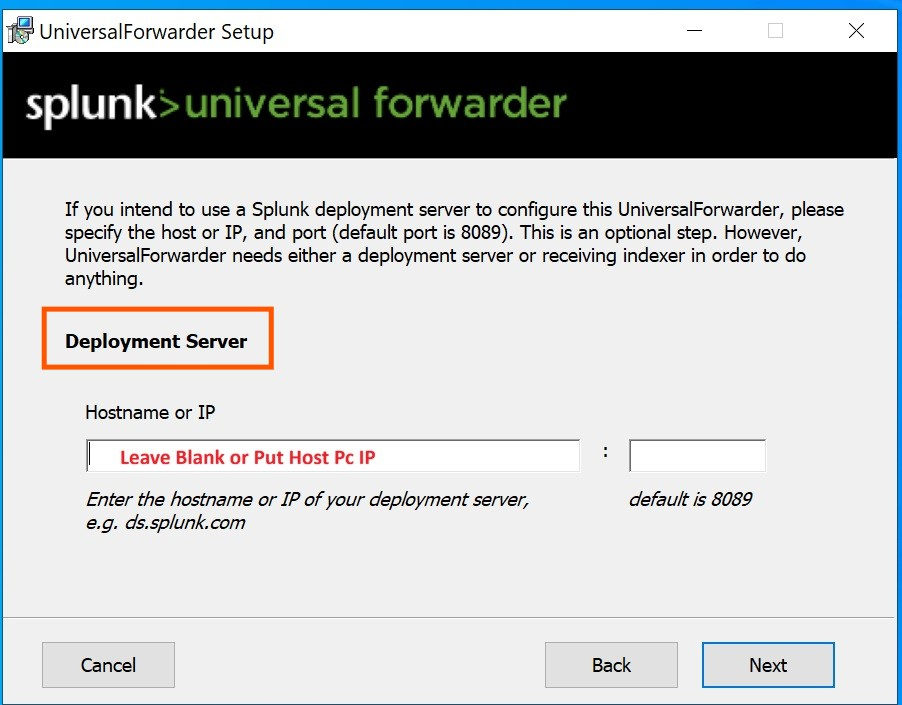 UniversalForwarder Setup
splunk>universal forwarder
If you intend to use a Splunk deployment server to configure this UniversalForwarder, please
specify the host or IP, and port (default port is 8089). This is an optional step. However,
UniversalForwarder needs either a deployment server or receiving indexer in order to do
anything.
Deployment Server
Hostname or IP
Leave Blank or Put Host Pc IP :
Enter the hostname or IP of your deployment server, default is 8089
e.g. ds.splunk.com
Cancel Back Next